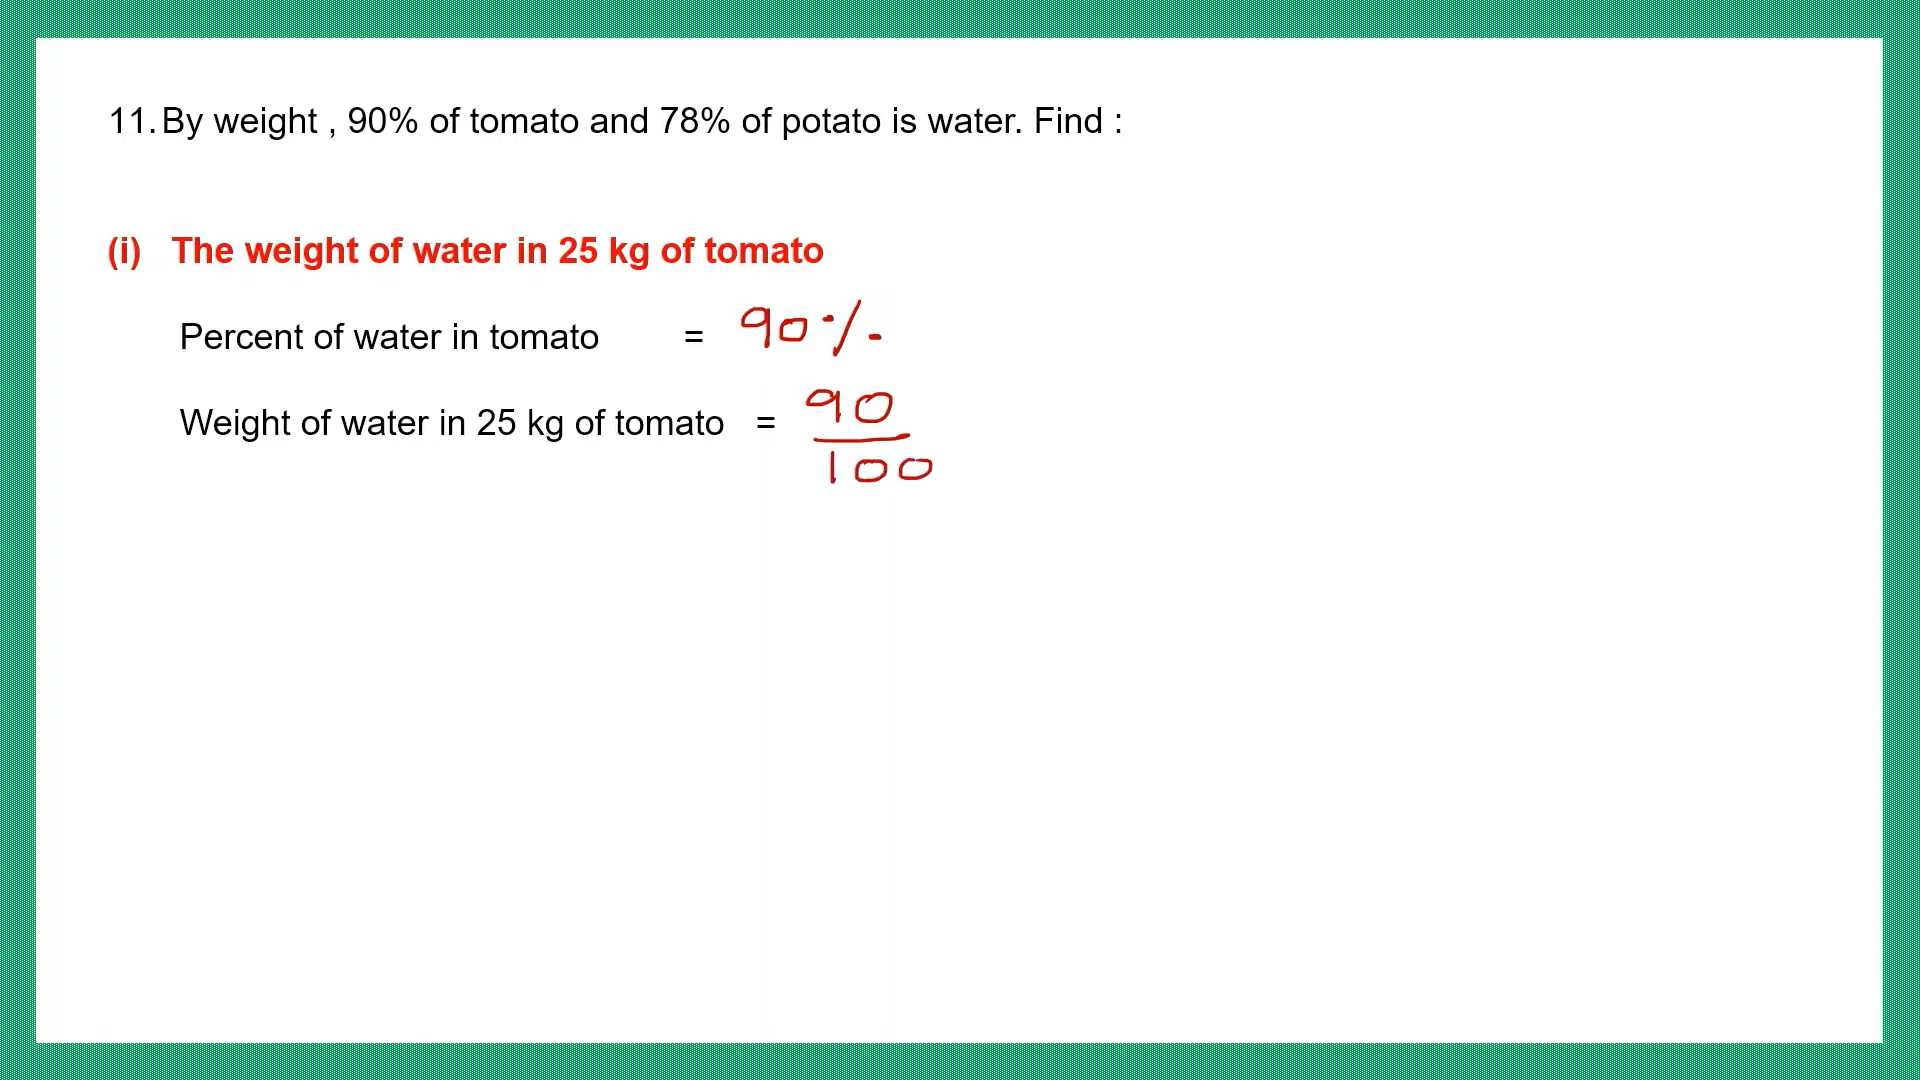 11. By weight , 90% of tomato and 78% of potato is water. Find :
(i) The weight of water in 25 kg of tomato
Percent of water in tomato = 90%
Weight of water in 25 kg of tomato = 90
100